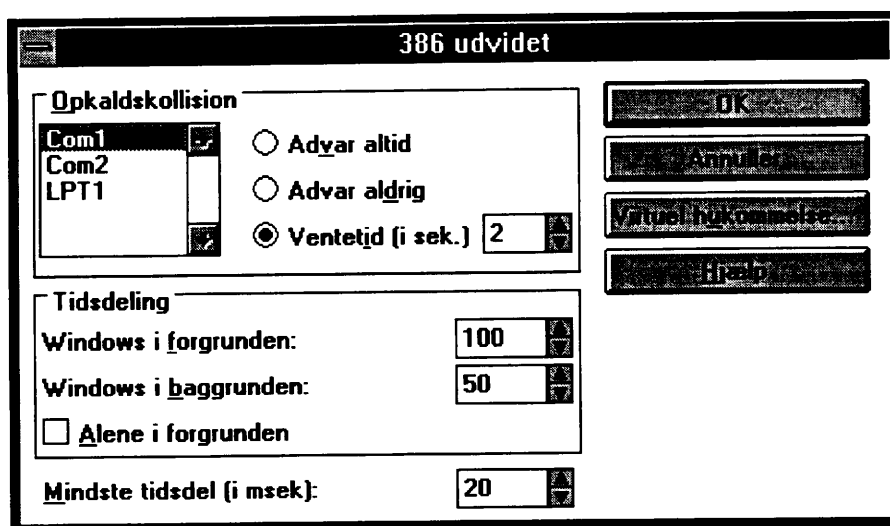 386 udvidet
Opkaldskollision
Com1
Com2
LPT1
Advar altid
Advar aldrig
Ventetid (i sek.) 2
OK
Annuller
Virtuel hukommelse...
Hjælp
Tidsdeling
Windows i forgrunden: 100
Windows i baggrunden: 50
Alene i forgrunden
Mindste tidsdel (i msek): 20